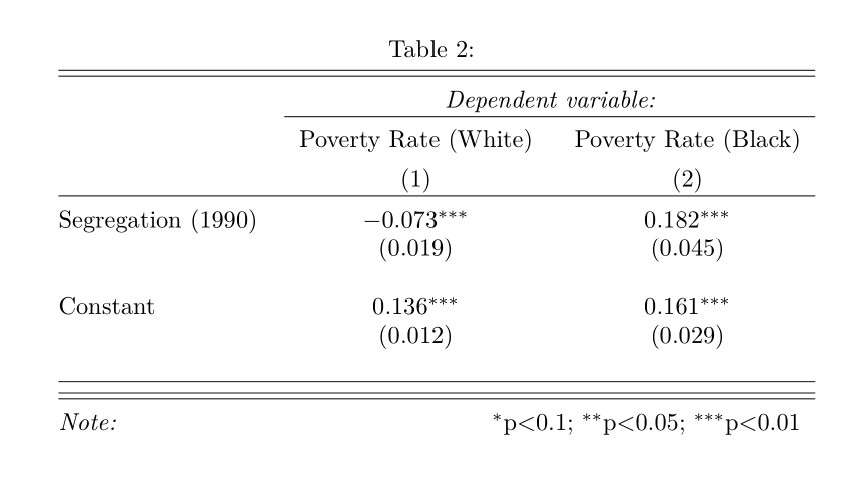 Table 2:
Dependent variable:
Poverty Rate (White) Poverty Rate (Black)
(1) (2)
Segregation (1990) −0.073*** 0.182***
(0.019) (0.045)
Constant 0.136*** 0.161***
(0.012) (0.029)
Note: *p<0.1; **p<0.05; ***p<0.01